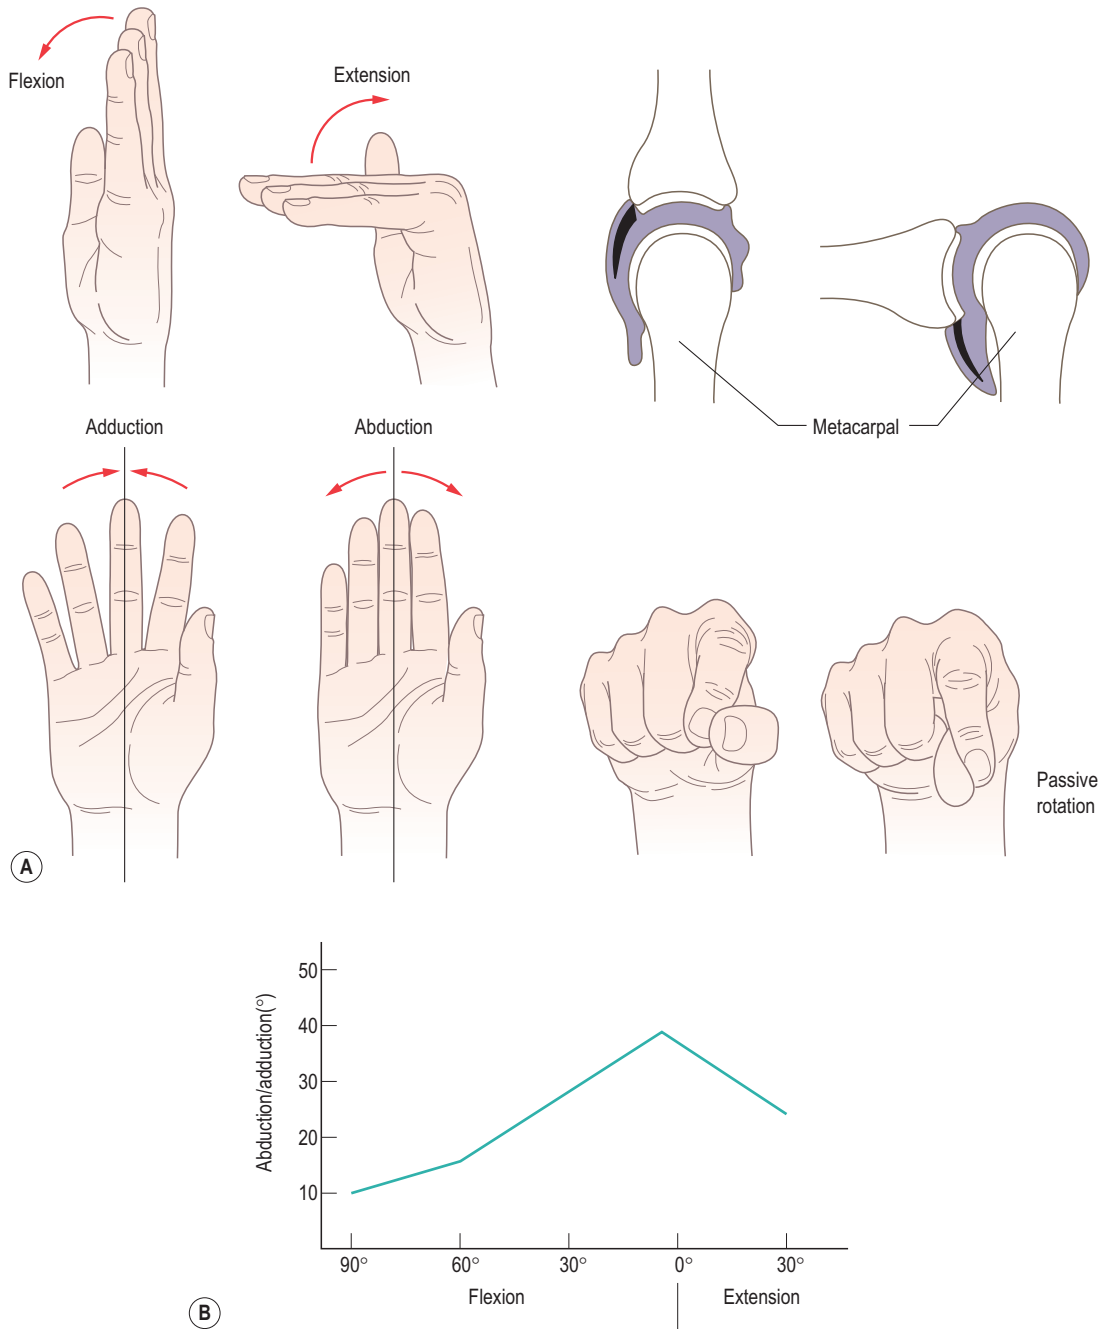 Flexion
Extension
Metacarpal
Adduction
Abduction
Passive
rotation
A
Abduction/adduction(°)
50
40
30
20
10
90°
60°
30°
0°
30°
Flexion
Extension
B